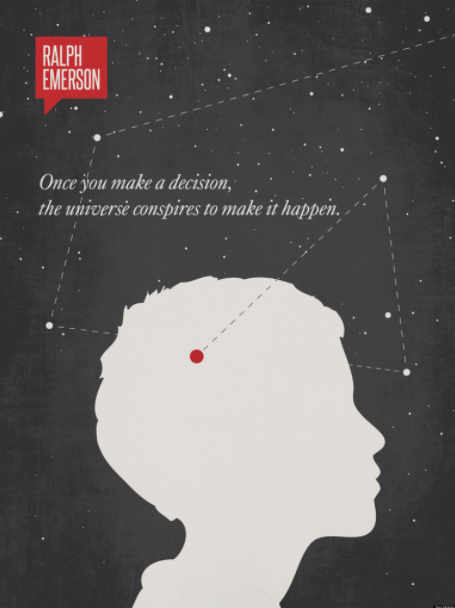 RALPH
EMERSON
Once you make a decision,
the universe conspires to make it happen.